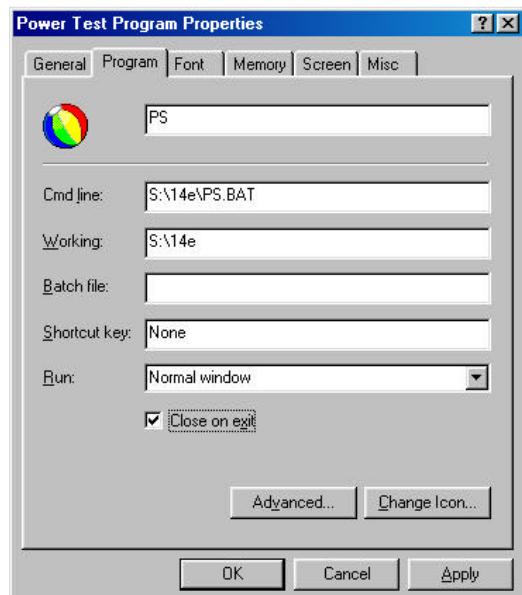 Power Test Program Properties ? ×
General Program Font Memory Screen Misc
PS
Cmd line: S:\14e\PS.BAT
Working: S:\14e
Batch file:
Shortcut key: None
Run: Normal window
Close on exit
Advanced... Change Icon...
OK Cancel Apply